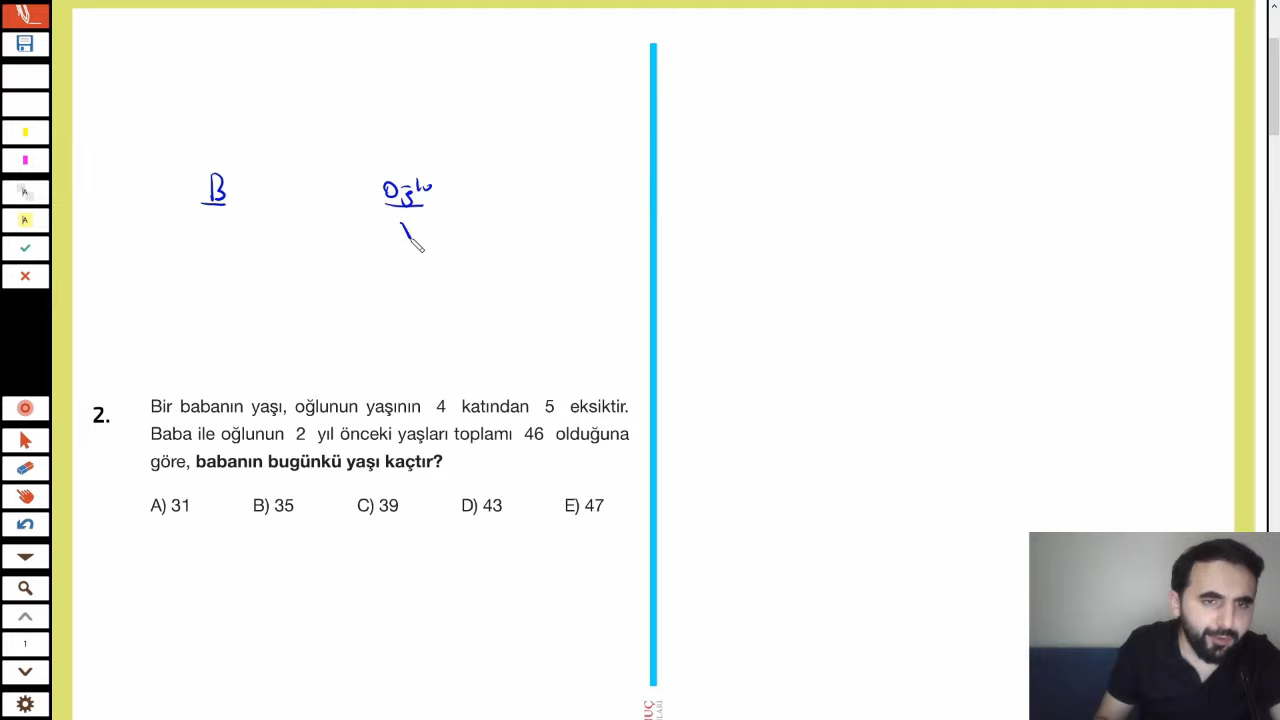 B Oğlu
2. Bir babanın yaşı, oğlunun yaşının 4 katından 5 eksiktir.
Baba ile oğlunun 2 yıl önceki yaşları toplamı 46 olduğuna
göre, babanın bugünkü yaşı kaçtır?
A) 31 B) 35 C) 39 D) 43 E) 47
A
A
1